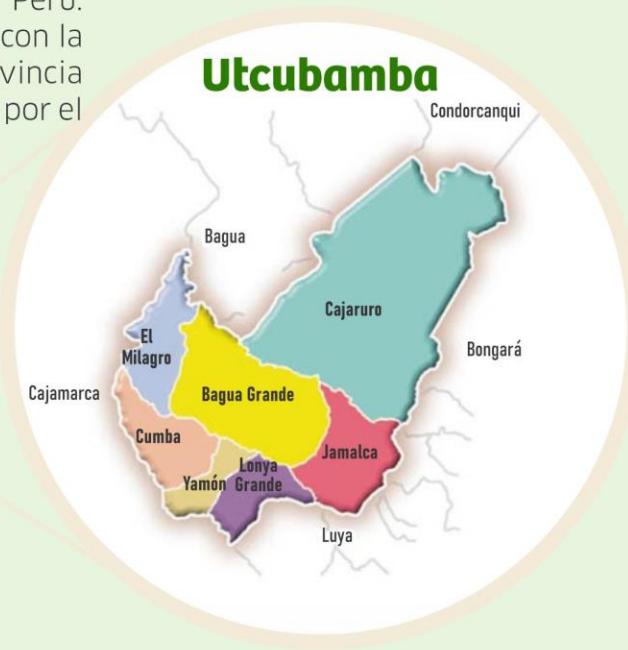 Perú.
con la
vincia
por el
Utcubamba
Condorcanqui
Bagua
Cajaruro
El
Milagro
Bongará
Cajamarca
Bagua Grande
Cumba
Jamalca
Lonya
Grande
Yamón
Luya